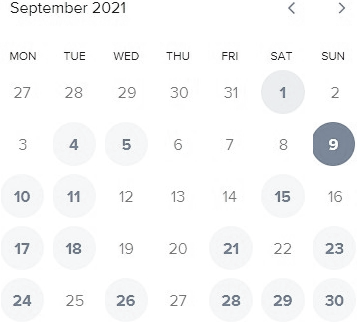 September 2021
MON TUE WED THU FRI SAT SUN
27 28 29 30 31 1 2
3 4 5 6 7 8 9
10 11 12 13 14 15 16
17 18 19 20 21 22 23
24 25 26 27 28 29 30